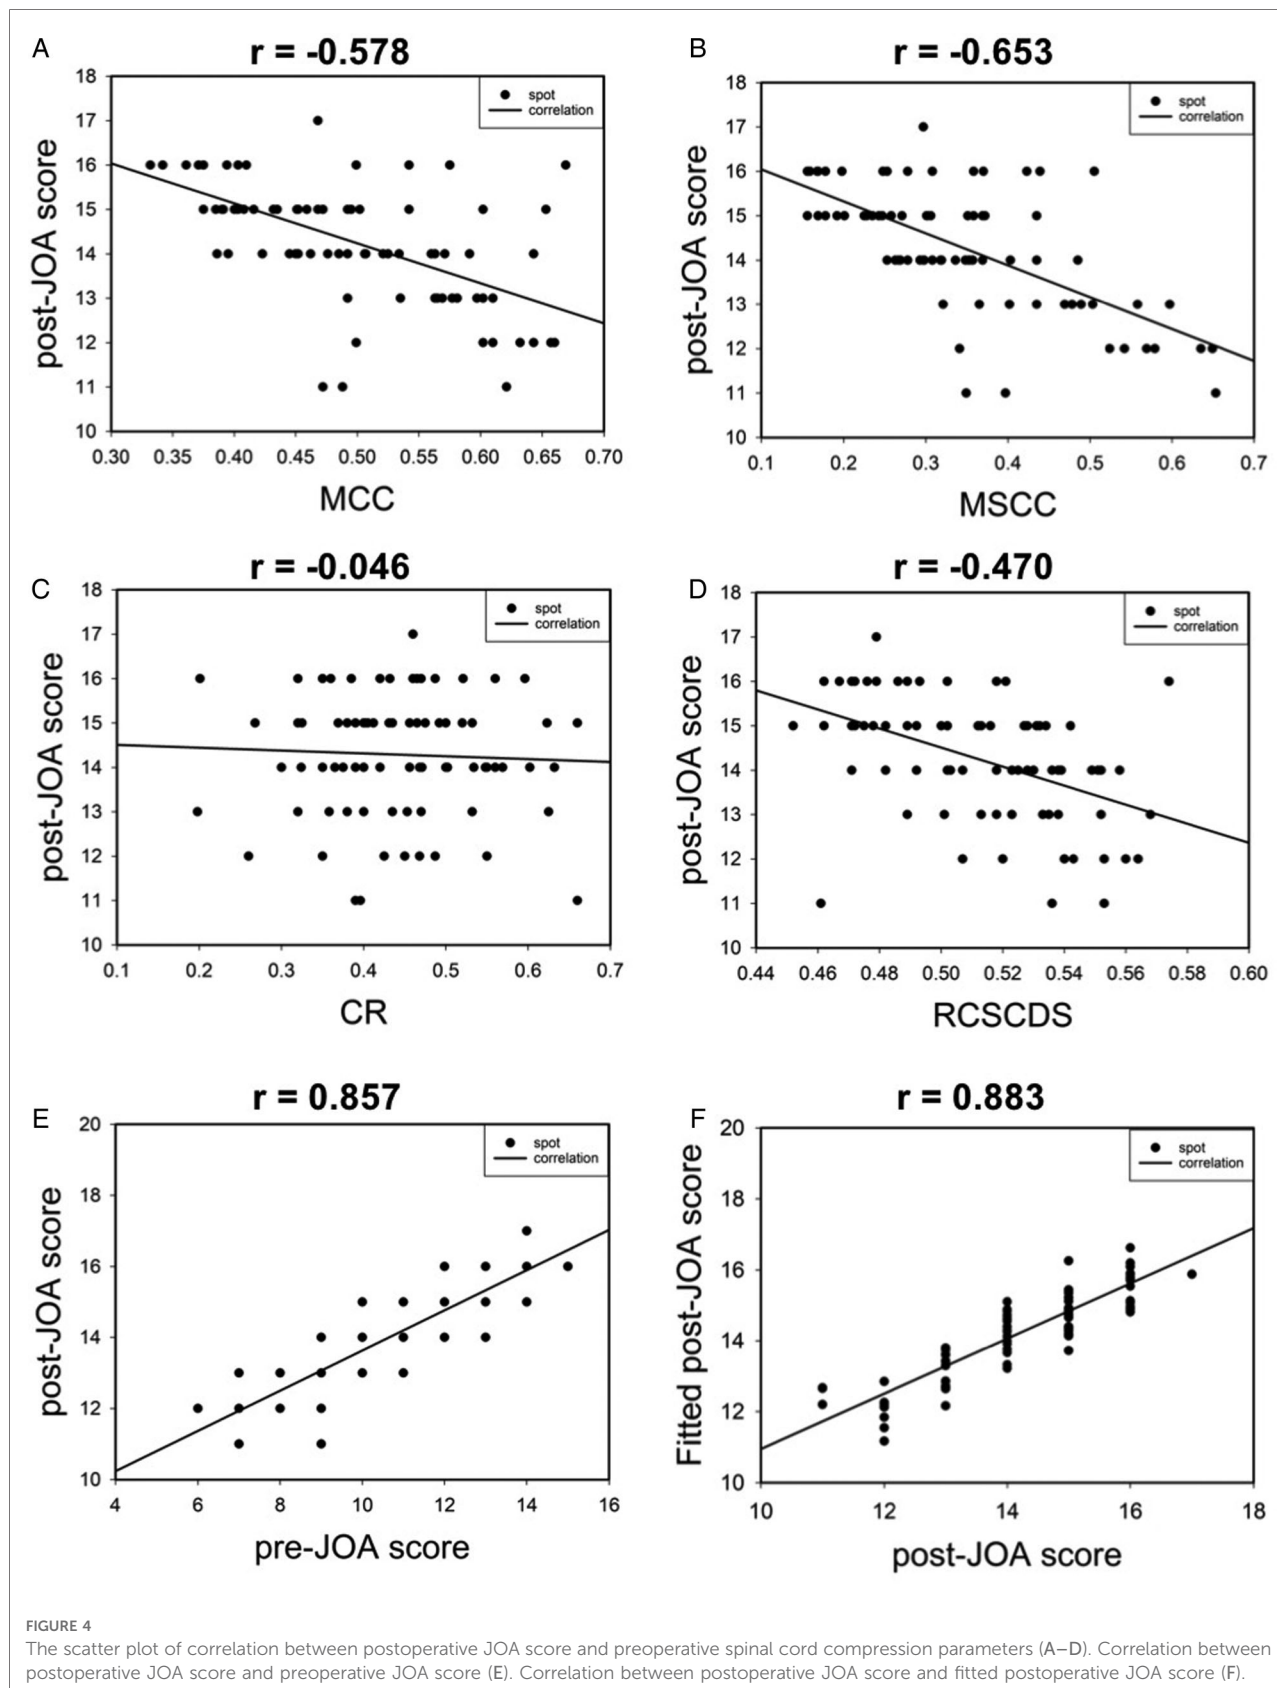 A
r = -0.578
18
17
16
15
14
13
12
11
10
post-JOA score
spot
correlation
0.30 0.35 0.40 0.45 0.50 0.55 0.60 0.65 0.70
MCC
B
r = -0.653
18
17
16
15
14
13
12
11
10
post-JOA score
spot
correlation
0.1 0.2 0.3 0.4 0.5 0.6 0.7
MSCC
C
r = -0.046
18
17
16
15
14
13
12
11
10
post-JOA score
spot
correlation
0.1 0.2 0.3 0.4 0.5 0.6 0.7
CR
D
r = -0.470
18
17
16
15
14
13
12
11
10
post-JOA score
spot
correlation
0.44 0.46 0.48 0.50 0.52 0.54 0.56 0.58 0.60
RCSCDS
E
r = 0.857
20
18
16
14
12
10
post-JOA score
spot
correlation
4 6 8 10 12 14 16
pre-JOA score
F
r = 0.883
20
18
16
14
12
10
Fitted post-JOA score
spot
correlation
10 12 14 16 18
post-JOA score
FIGURE 4
The scatter plot of correlation between postoperative JOA score and preoperative spinal cord compression parameters (A–D). Correlation between
postoperative JOA score and preoperative JOA score (E). Correlation between postoperative JOA score and fitted postoperative JOA score (F).